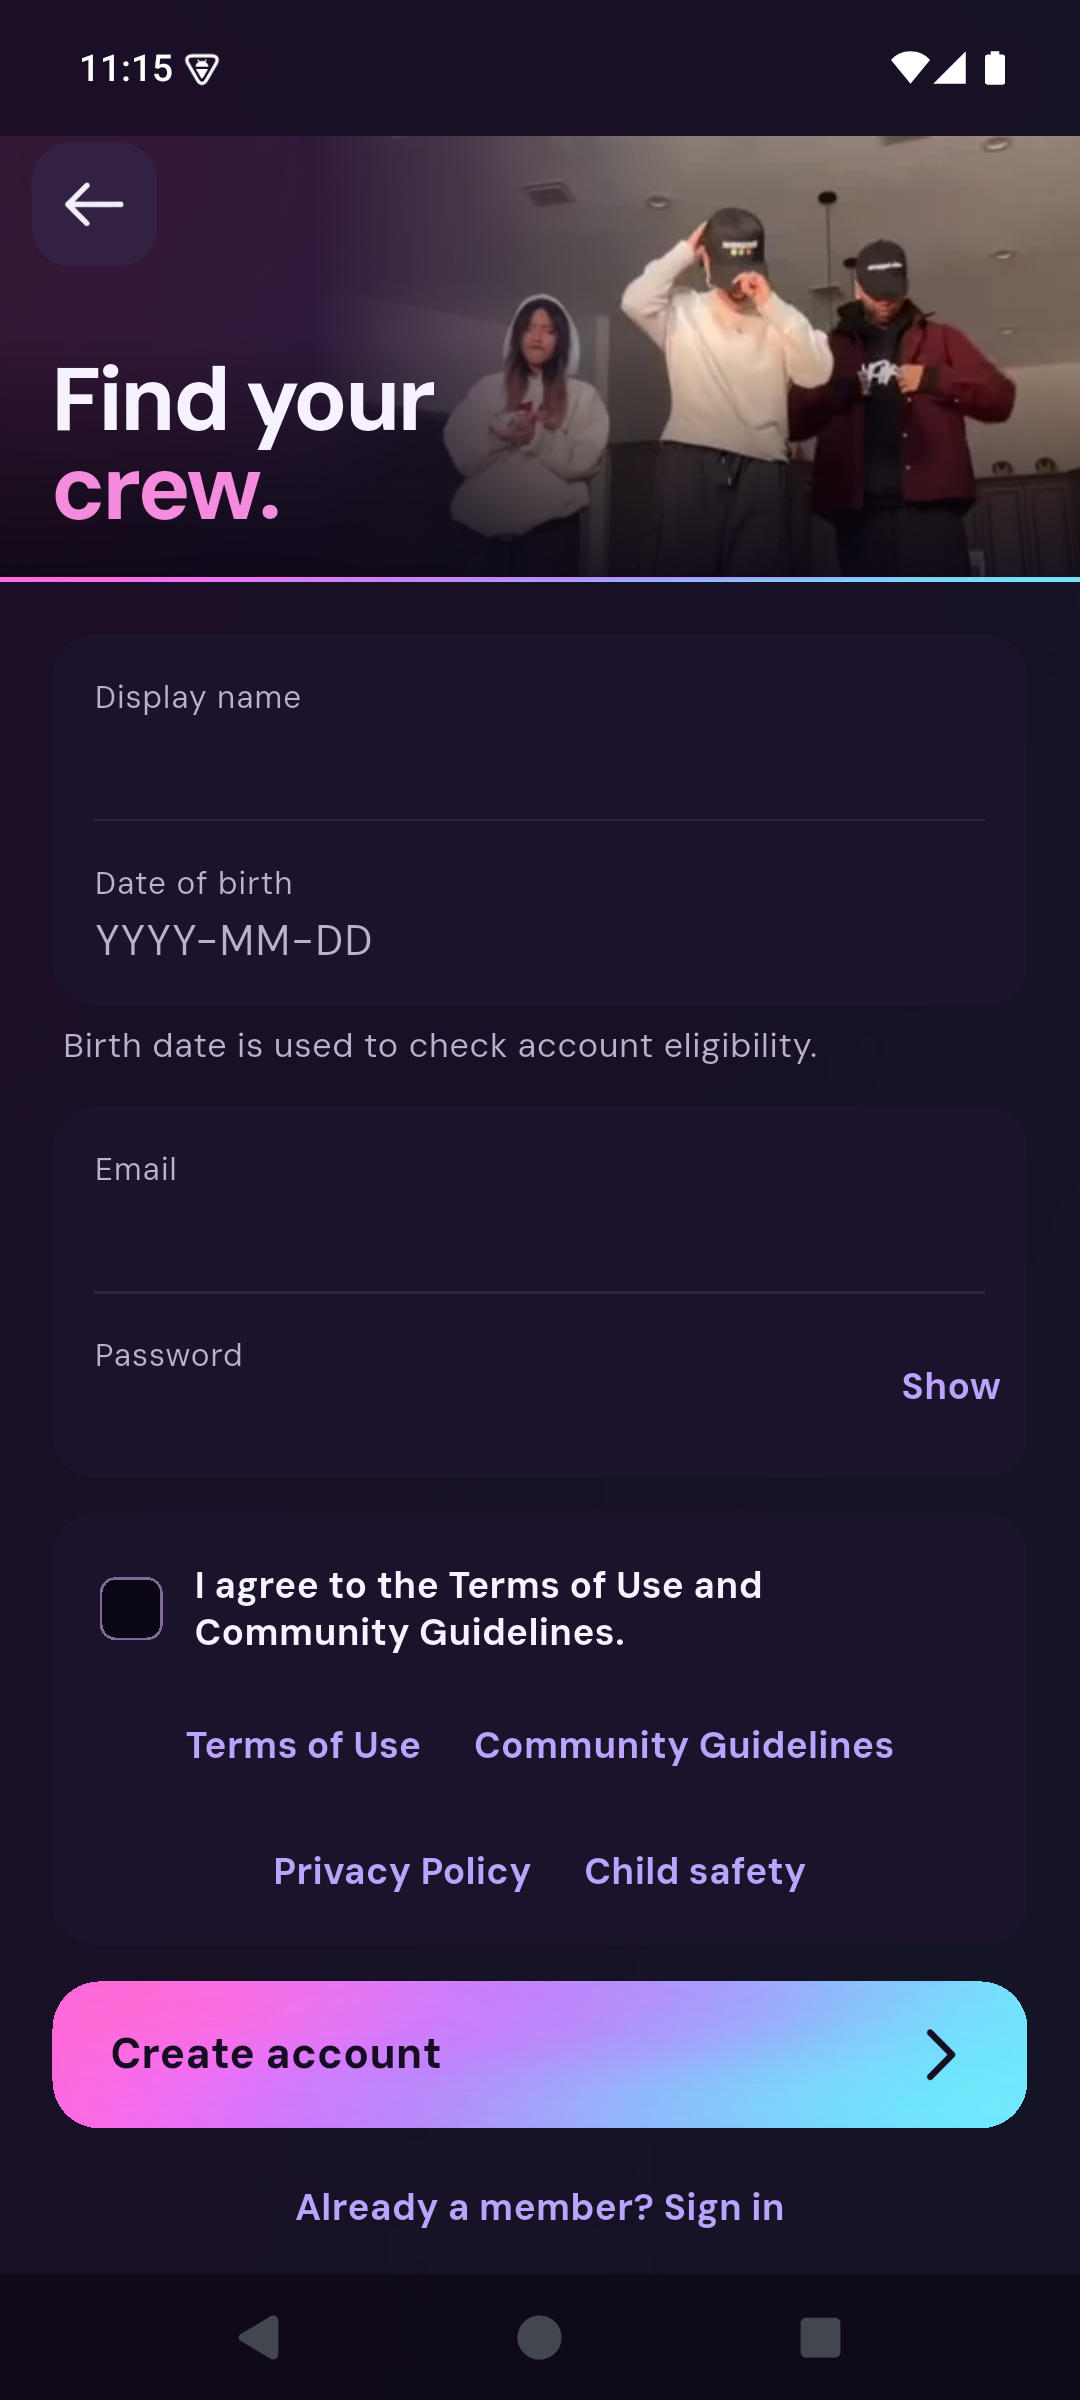 11:15
Find your
crew.
Display name
Date of birth
YYYY-MM-DD
Birth date is used to check account eligibility.
Email
Password
Show
I agree to the Terms of Use and
Community Guidelines.
Terms of Use Community Guidelines
Privacy Policy Child safety
Create account
Already a member? Sign in